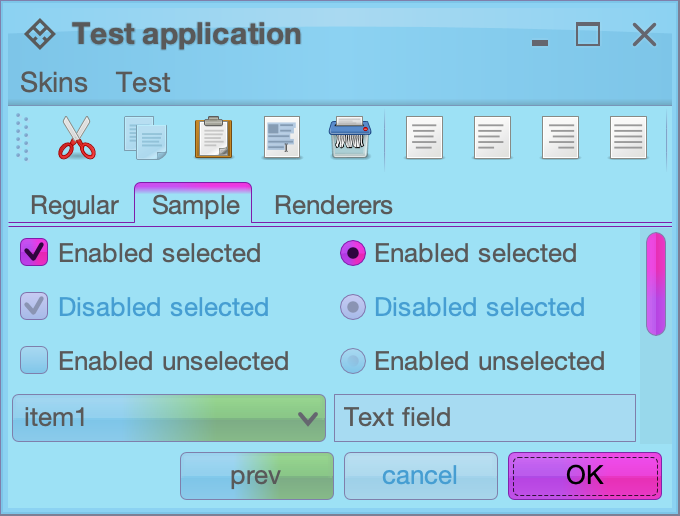 Test application
Skins Test
Regular Sample Renderers
Enabled selected Enabled selected
Disabled selected Disabled selected
Enabled unselected Enabled unselected
item1 Text field
prev cancel OK